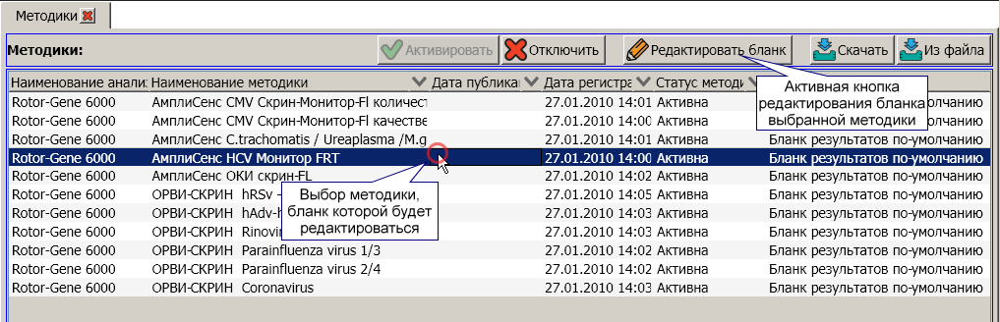 Методики
Методики: Активировать Отключить Редактировать бланк Скачать Из файла
Наименование анализ Наименование методики Дата публикац Дата регистра Статус методи
Активная кнопка
редактирования бланка
выбранной методики
Rotor-Gene 6000 АмплиСенс CMV Скрин-Монитор-Fl количест 27.01.2010 14:01 Активна по-умолчанию
Rotor-Gene 6000 АмплиСенс CMV Скрин-Монитор-Fl качестве 27.01.2010 14:00 Активна по-умолчанию
Rotor-Gene 6000 АмплиСенс C.trachomatis / Ureaplasma /M.g 27.01.2010 14:01 Активна Бланк результатов по-умолчанию
Rotor-Gene 6000 АмплиСенс HCV Монитор FRT 27.01.2010 14:00 Активна Бланк результатов по-умолчанию
Rotor-Gene 6000 АмплиСенс ОКИ скрин-FL 27.01.2010 14:02 Активна Бланк результатов по-умолчанию
Rotor-Gene 6000 ОРВИ-СКРИН hRSv - 27.01.2010 14:05 Активна Бланк результатов по-умолчанию
Rotor-Gene 6000 ОРВИ-СКРИН hAdv-h 27.01.2010 14:03 Активна Бланк результатов по-умолчанию
Rotor-Gene 6000 ОРВИ-СКРИН Rinovi 27.01.2010 14:03 Активна Бланк результатов по-умолчанию
Выбор методики,
бланк которой будет
редактироваться
Rotor-Gene 6000 ОРВИ-СКРИН Parainfluenza virus 1/3 27.01.2010 14:02 Активна Бланк результатов по-умолчанию
Rotor-Gene 6000 ОРВИ-СКРИН Parainfluenza virus 2/4 27.01.2010 14:02 Активна Бланк результатов по-умолчанию
Rotor-Gene 6000 ОРВИ-СКРИН Coronavirus 27.01.2010 14:03 Активна Бланк результатов по-умолчанию